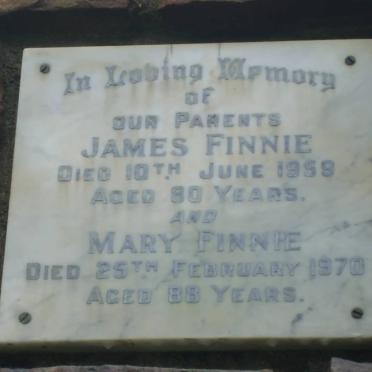 In Loving Memory
OF
OUR PARENTS
JAMES FINNIE
DIED 10TH JUNE 1959
AGED 80 YEARS.
AND
MARY FINNIE
DIED 25TH FEBRUARY 1970
AGED 88 YEARS.